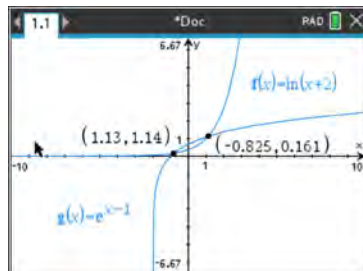 1.1 *Doc RAD
6.67 y
f(x)=ln(x+2)
(1.13,1.14)
1 x
-10 1 10
(-0.825,0.161)
g(x)=e^x-1
-6.67